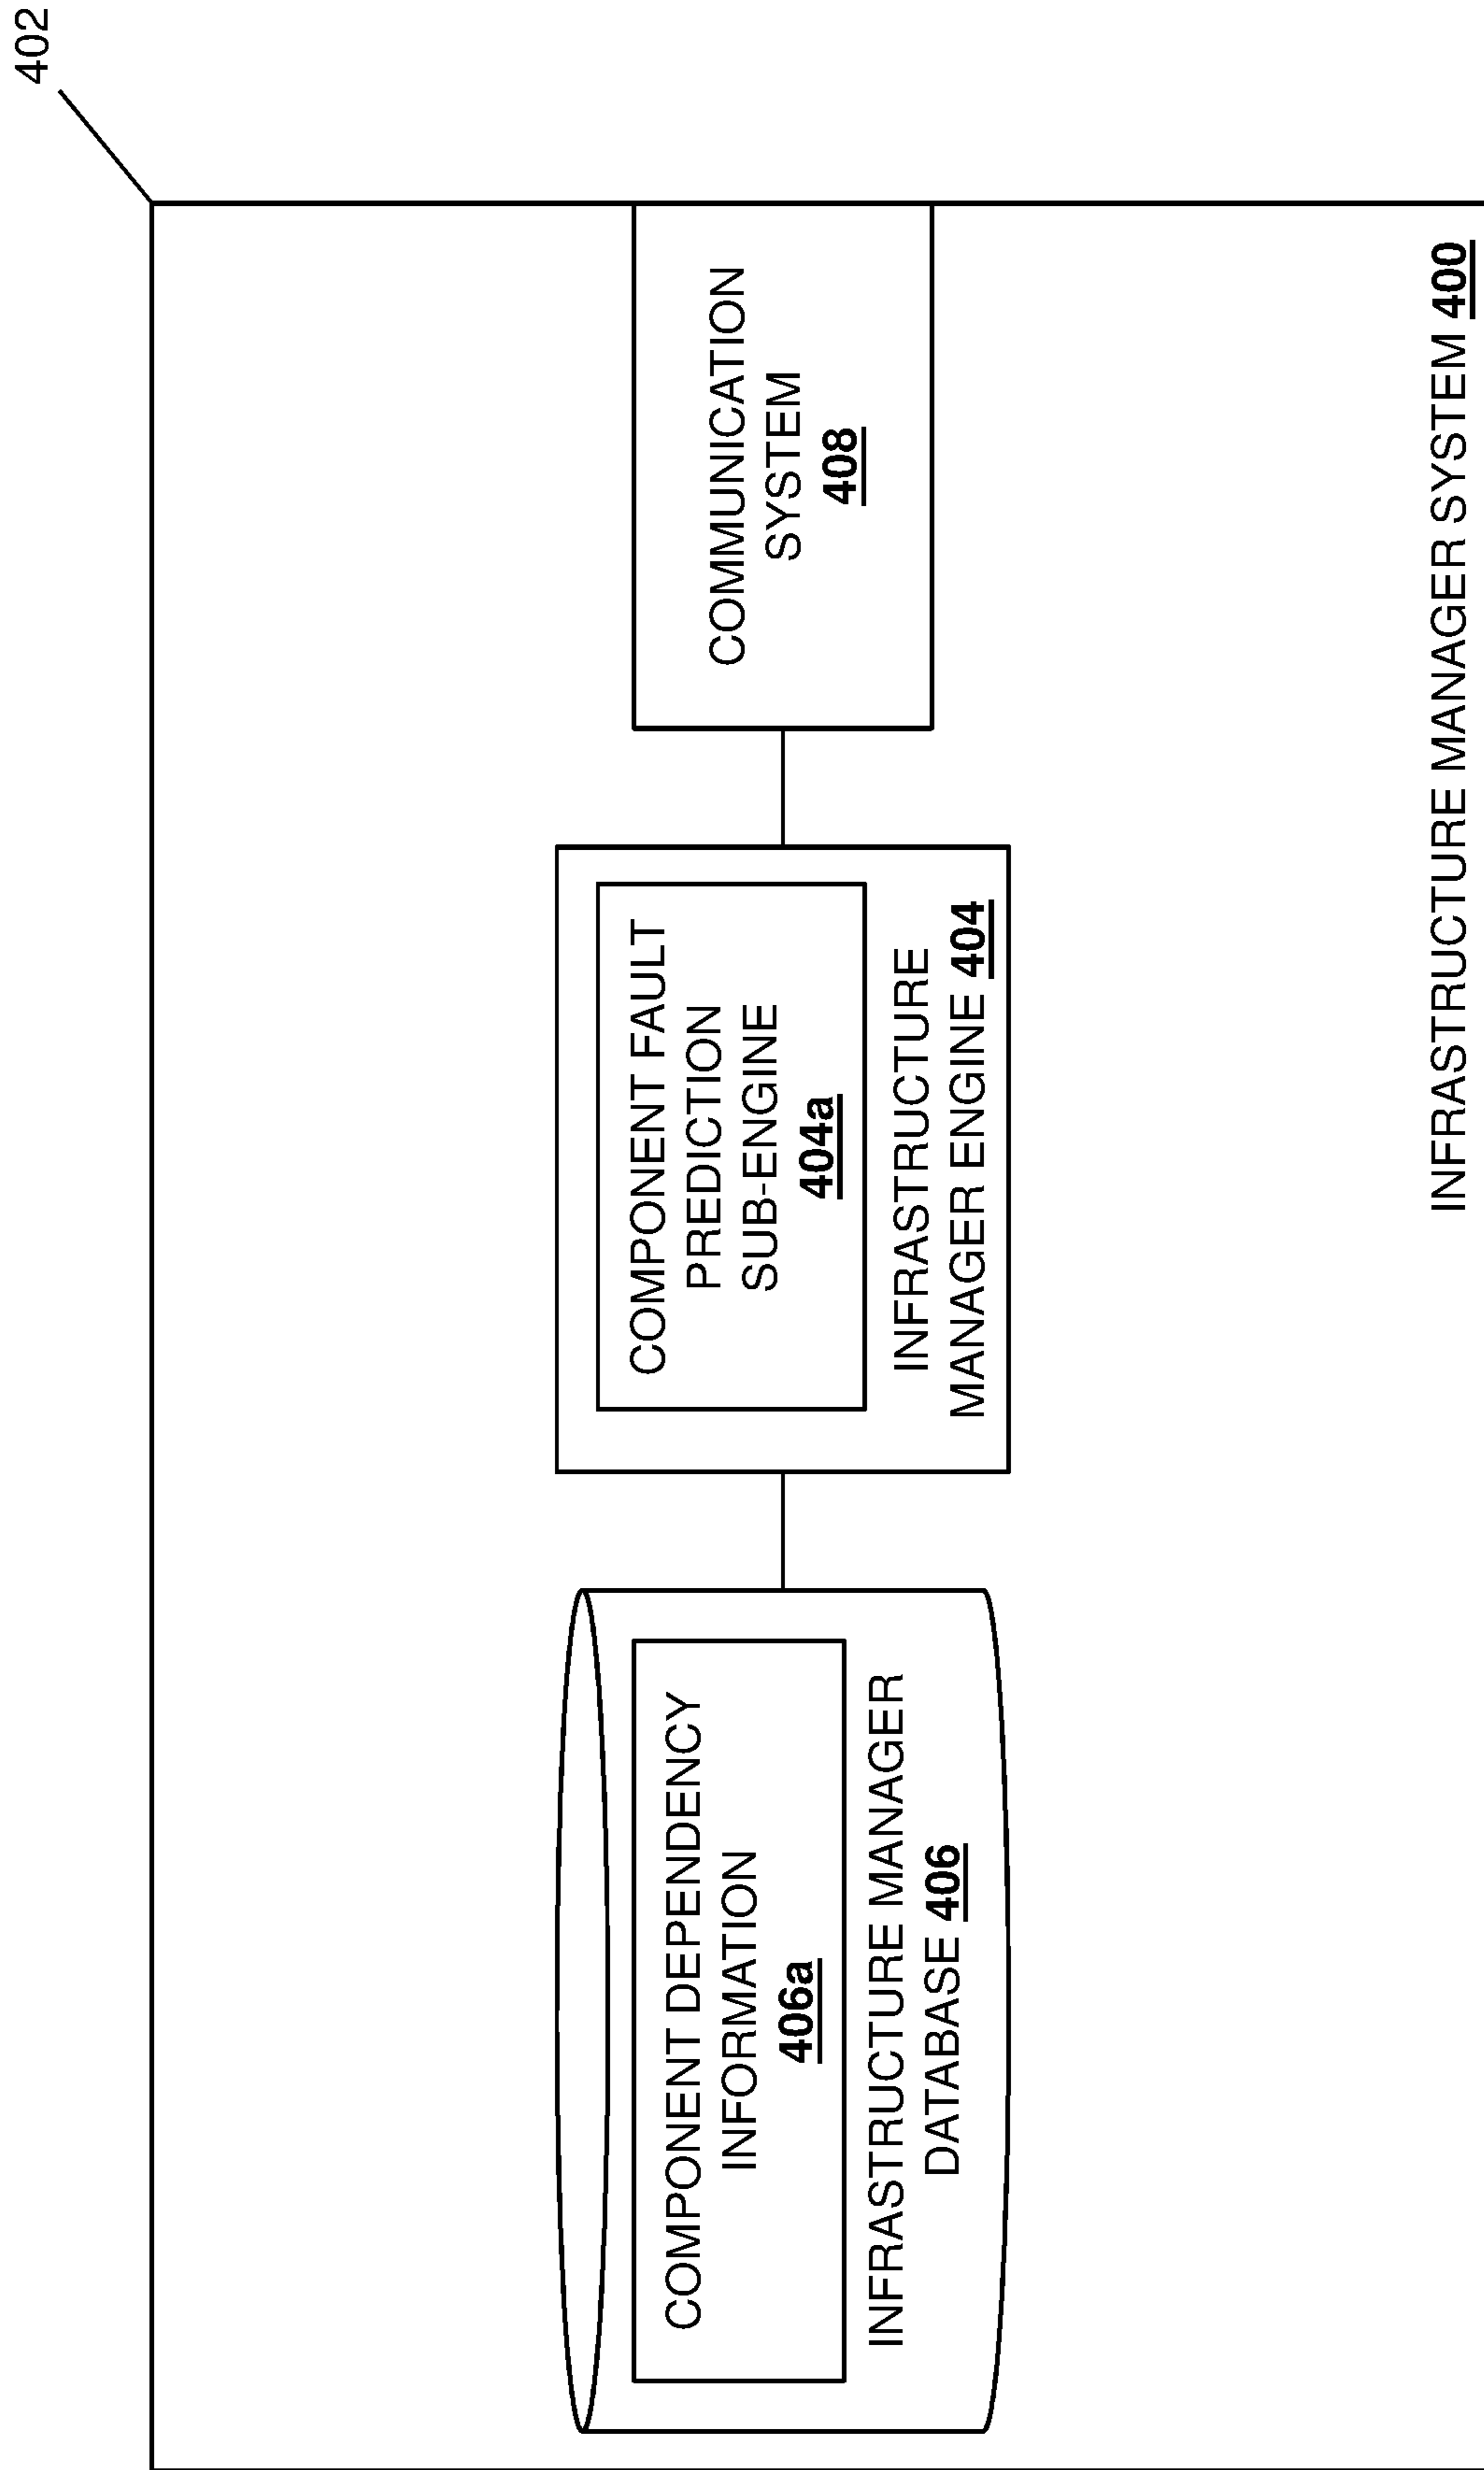 402
COMPONENT DEPENDENCY
INFORMATION
406a
INFRASTRUCTURE MANAGER
DATABASE 406
COMPONENT FAULT
PREDICTION
SUB-ENGINE
404a
INFRASTRUCTURE
MANAGER ENGINE 404
COMMUNICATION
SYSTEM
408
INFRASTRUCTURE MANAGER SYSTEM 400